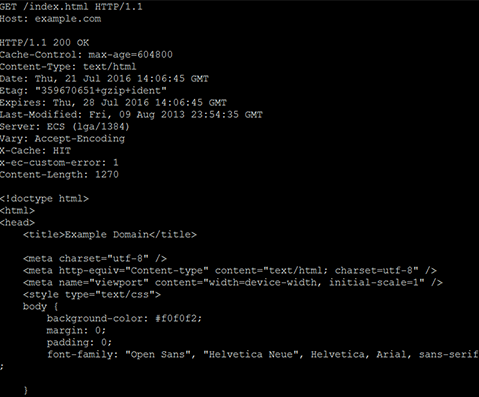 GET /index.html HTTP/1.1
Host: example.com

HTTP/1.1 200 OK
Cache-Control: max-age=604800
Content-Type: text/html
Date: Thu, 21 Jul 2016 14:06:45 GMT
Etag: "359670651+gzip+ident"
Expires: Thu, 28 Jul 2016 14:06:45 GMT
Last-Modified: Fri, 09 Aug 2013 23:54:35 GMT
Server: ECS (lga/1384)
Vary: Accept-Encoding
X-Cache: HIT
x-ec-custom-error: 1
Content-Length: 1270

<!doctype html>
<html>
<head>
    <title>Example Domain</title>

    <meta charset="utf-8" />
    <meta http-equiv="Content-type" content="text/html; charset=utf-8" />
    <meta name="viewport" content="width=device-width, initial-scale=1" />
    <style type="text/css">
    body {
        background-color: #f0f0f2;
        margin: 0;
        padding: 0;
        font-family: "Open Sans", "Helvetica Neue", Helvetica, Arial, sans-serif
;

    }